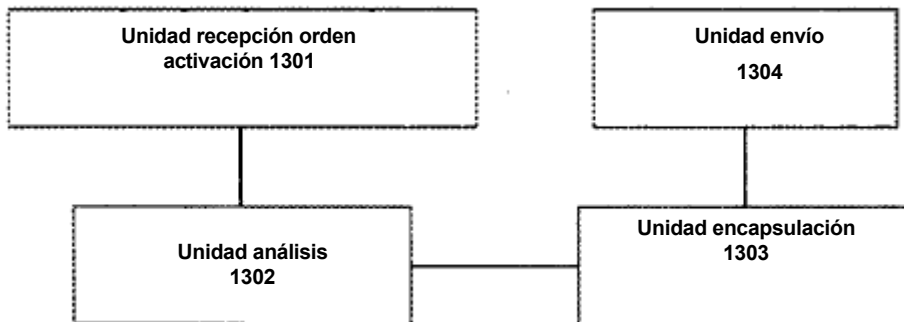 Unidad recepción orden
activación 1301
Unidad envío
1304
Unidad análisis
1302
Unidad encapsulación
1303